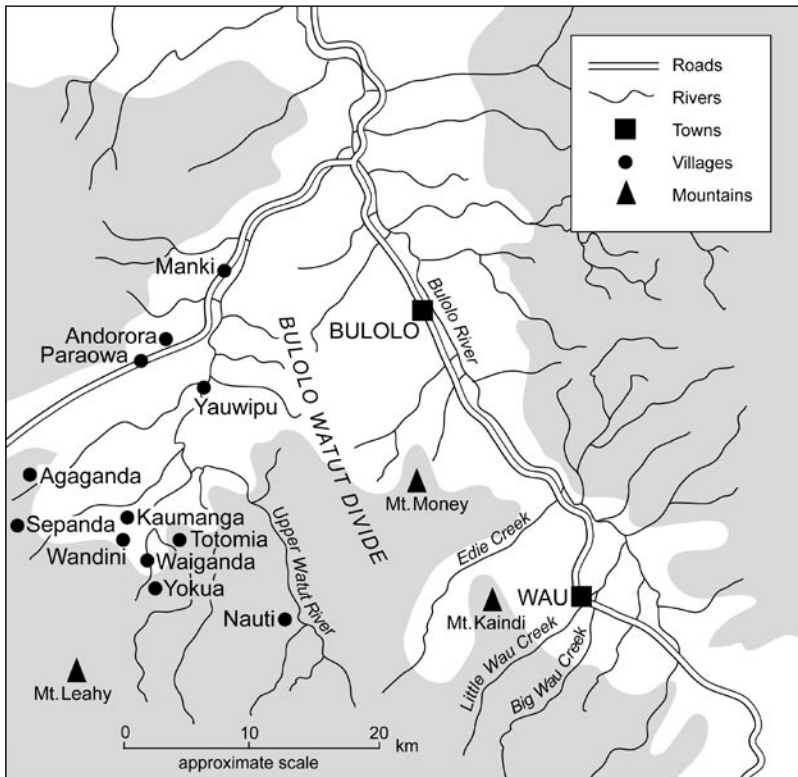 Roads
Rivers
Towns
Villages
Mountains
Manki
Andorora
Paraowa
BULOLO
Bulolo River
BULOLO WATUT DIVIDE
Yauwipu
Agaganda
Mt. Money
Sepanda
Kaumanga
Wandini
Totomia
Waiganda
Yokua
Upper Watut River
Edie Creek
Nauti
WAU
Mt. Kaindi
Little Wau Creek
Big Wau Creek
Mt. Leahy
0 10 20 km
approximate scale